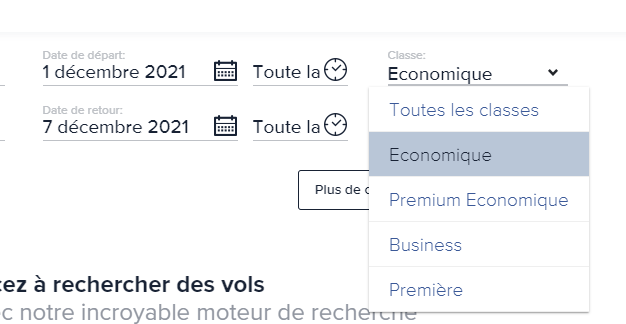 Date de départ:
1 décembre 2021
Toute la
Classe:
Economique
Date de retour:
7 décembre 2021
Toute la
Toutes les classes
Economique
Premium Economique
Business
Première
Plus de
ez à rechercher des vols
c notre incroyable moteur de recherche